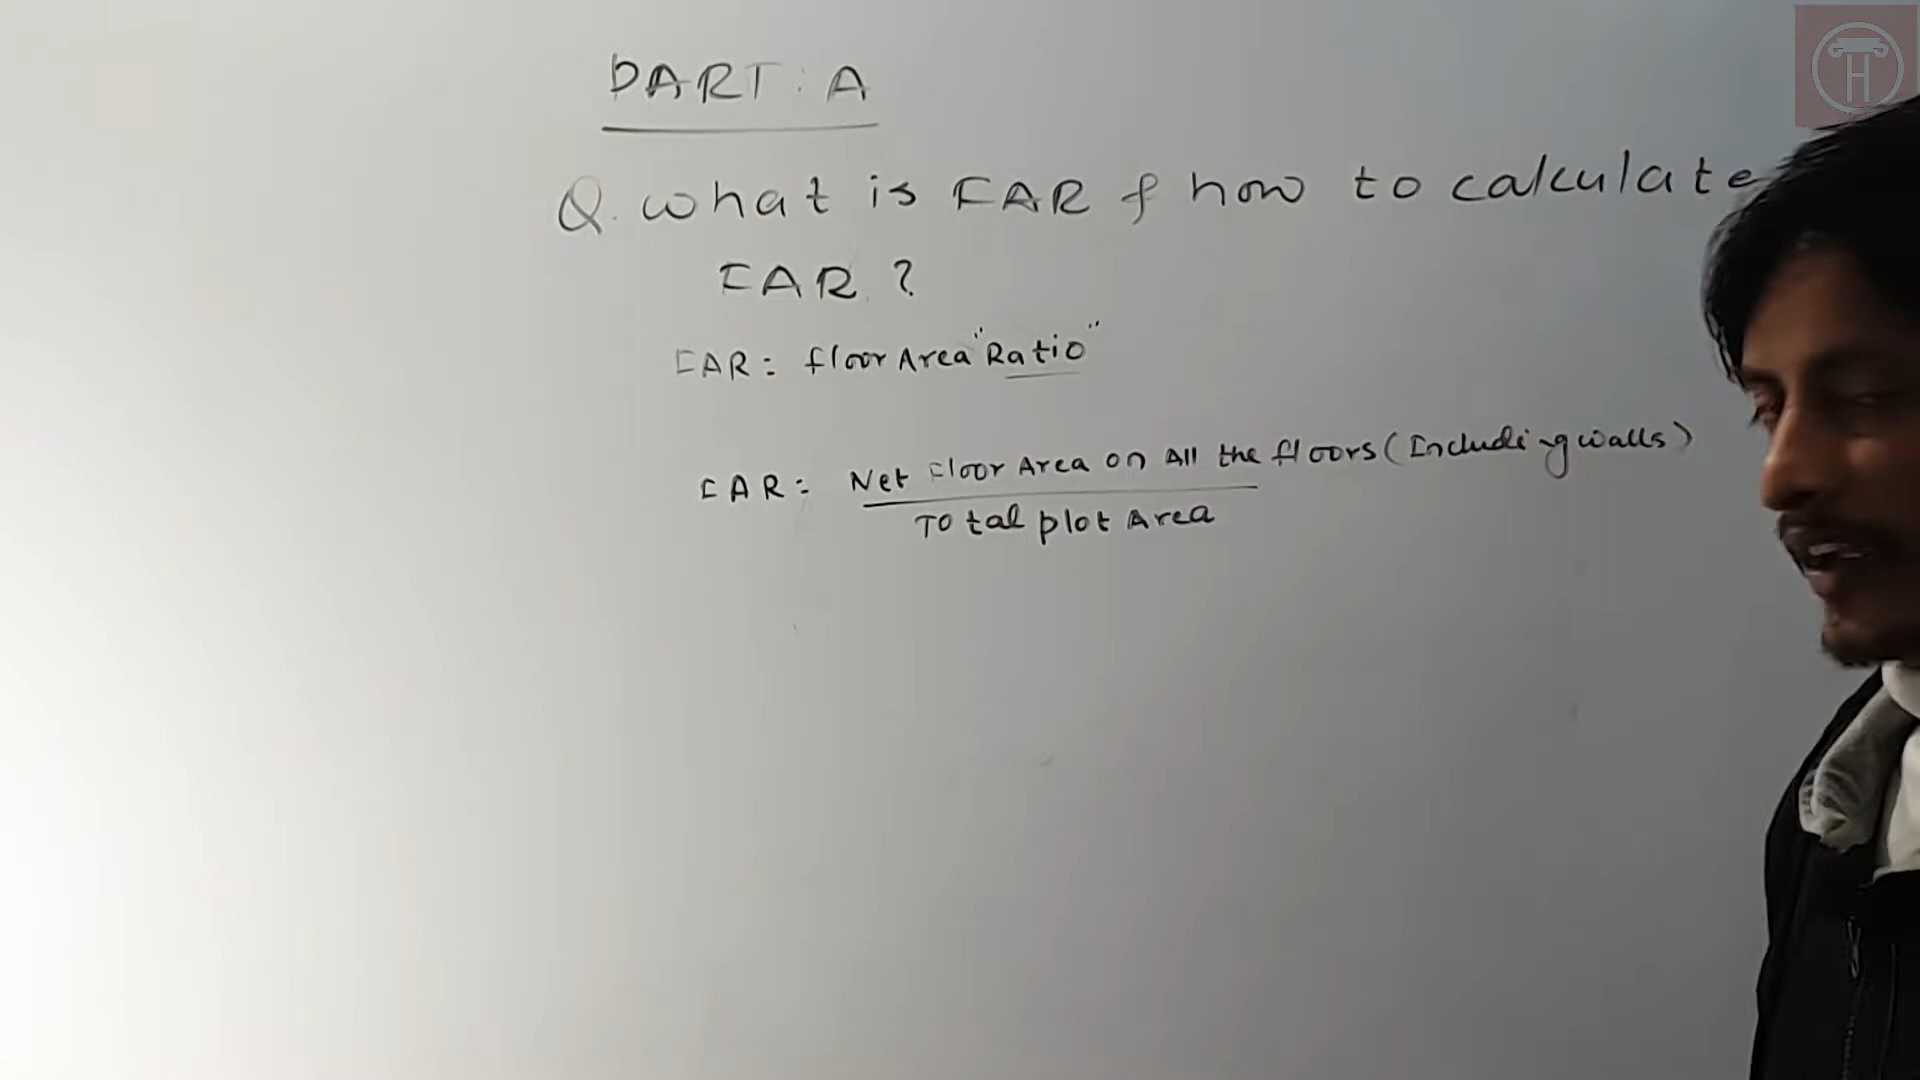 PART: A
Q. What is FAR & how to calculate
FAR ?
FAR: floor Area "Ratio"
FAR: Net Floor Area on All the floors (Including walls)
Total plot Area
H